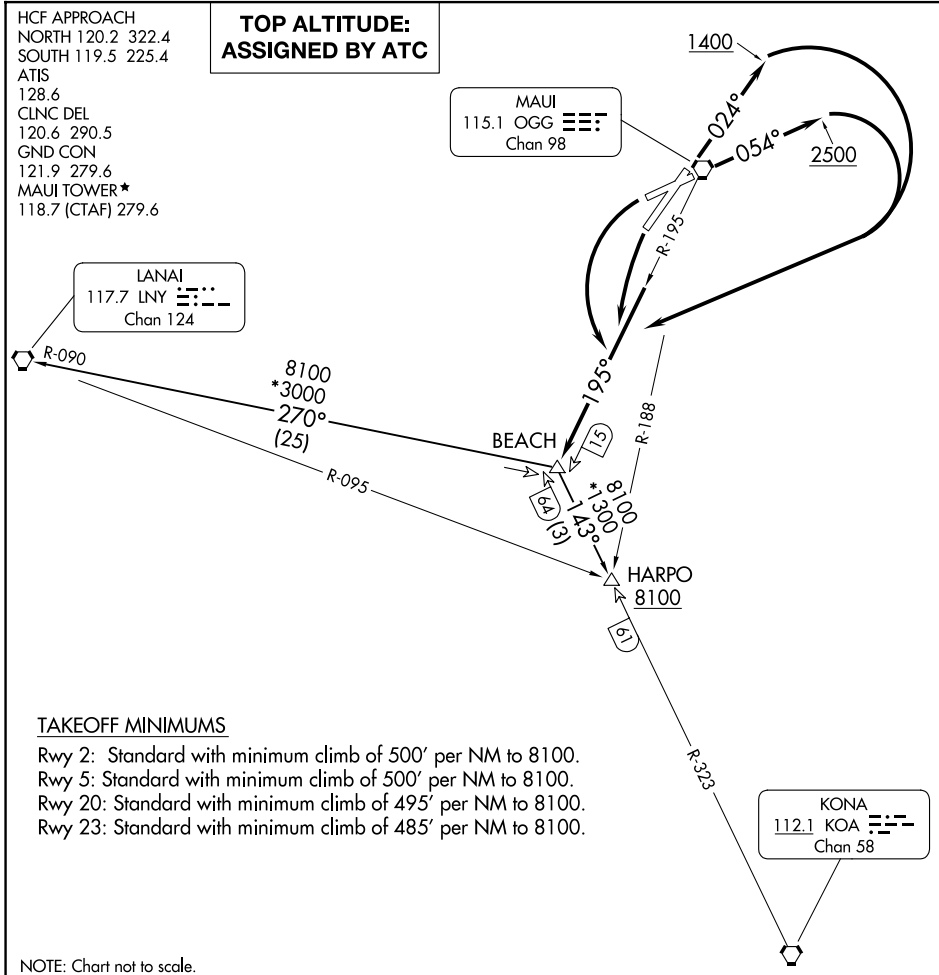 HCF APPROACH
NORTH 120.2 322.4
SOUTH 119.5 225.4
ATIS
128.6
CLNC DEL
120.6 290.5
GND CON
121.9 279.6
MAUI TOWER★
118.7 (CTAF) 279.6
TOP ALTITUDE:
ASSIGNED BY ATC
1400
MAUI
115.1 OGG
Chan 98
024°
054°
2500
R-195
LANAI
117.7 LNY
Chan 124
R-090
8100
*3000
270°
(25)
195°
R-188
BEACH
15
R-095
64
8100
*1300
143°
(3)
HARPO
8100
61
R-323
TAKEOFF MINIMUMS
Rwy 2: Standard with minimum climb of 500' per NM to 8100.
Rwy 5: Standard with minimum climb of 500' per NM to 8100.
Rwy 20: Standard with minimum climb of 495' per NM to 8100.
Rwy 23: Standard with minimum climb of 485' per NM to 8100.
KONA
112.1 KOA
Chan 58
NOTE: Chart not to scale.